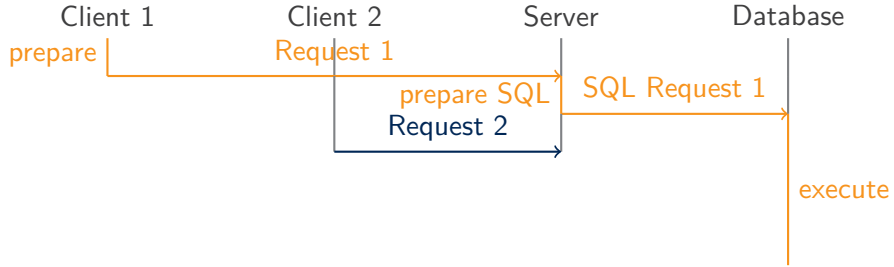 Client 1
Client 2
Server
Database
prepare
Request 1
prepare SQL
SQL Request 1
Request 2
execute